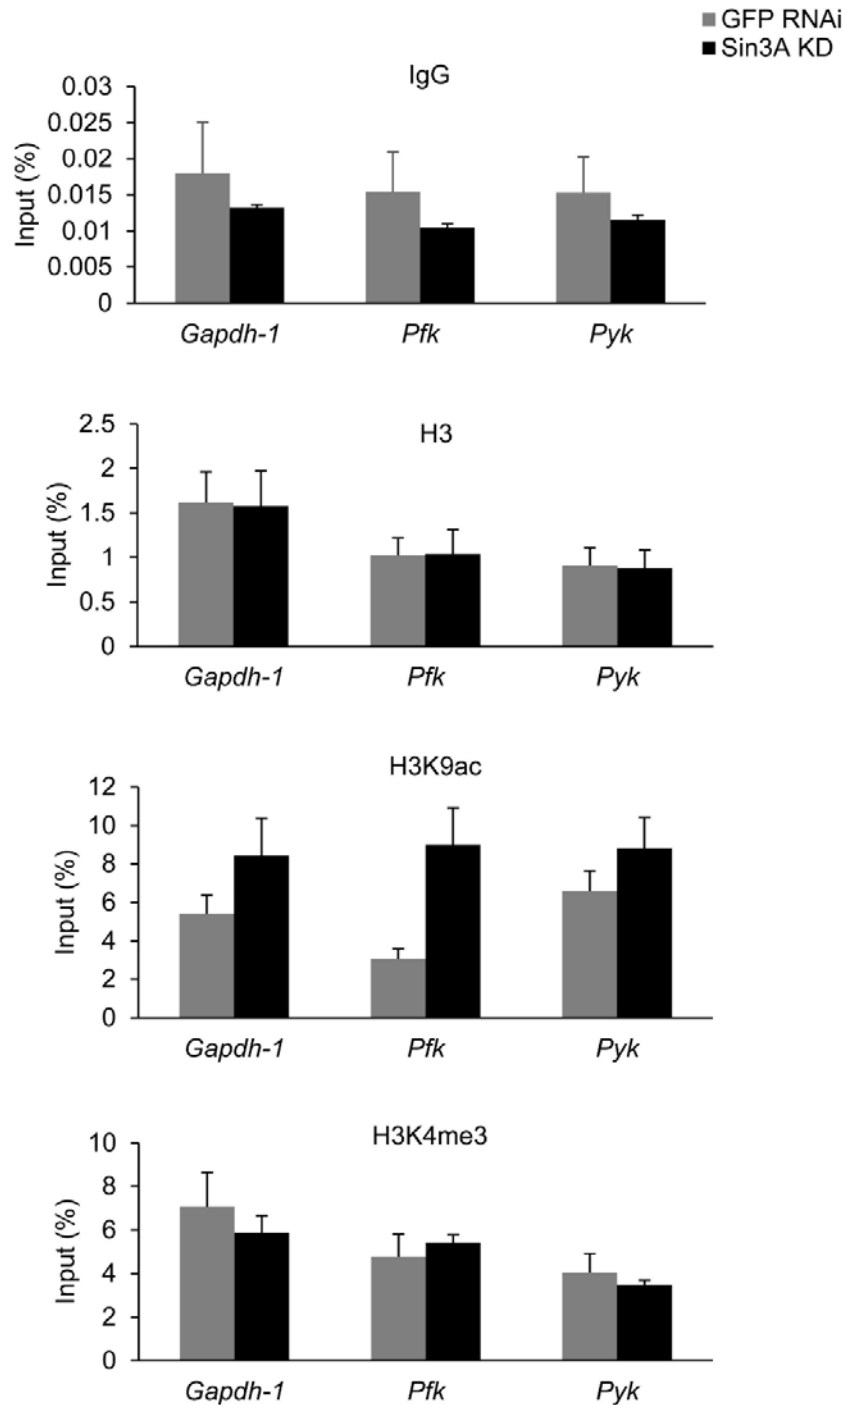 GFP RNAi
Sin3A KD
IgG
Input (%)
0.03
0.025
0.02
0.015
0.01
0.005
0
Gapdh-1 Pfk Pyk
H3
Input (%)
2.5
2
1.5
1
0.5
0
Gapdh-1 Pfk Pyk
H3K9ac
Input (%)
12
10
8
6
4
2
0
Gapdh-1 Pfk Pyk
H3K4me3
Input (%)
10
8
6
4
2
0
Gapdh-1 Pfk Pyk